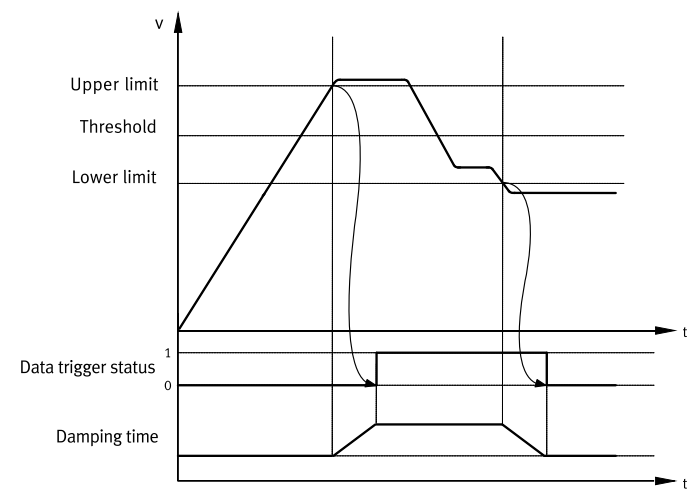 v
Upper limit
Threshold
Lower limit
t
1
Data trigger status
0
Damping time
t